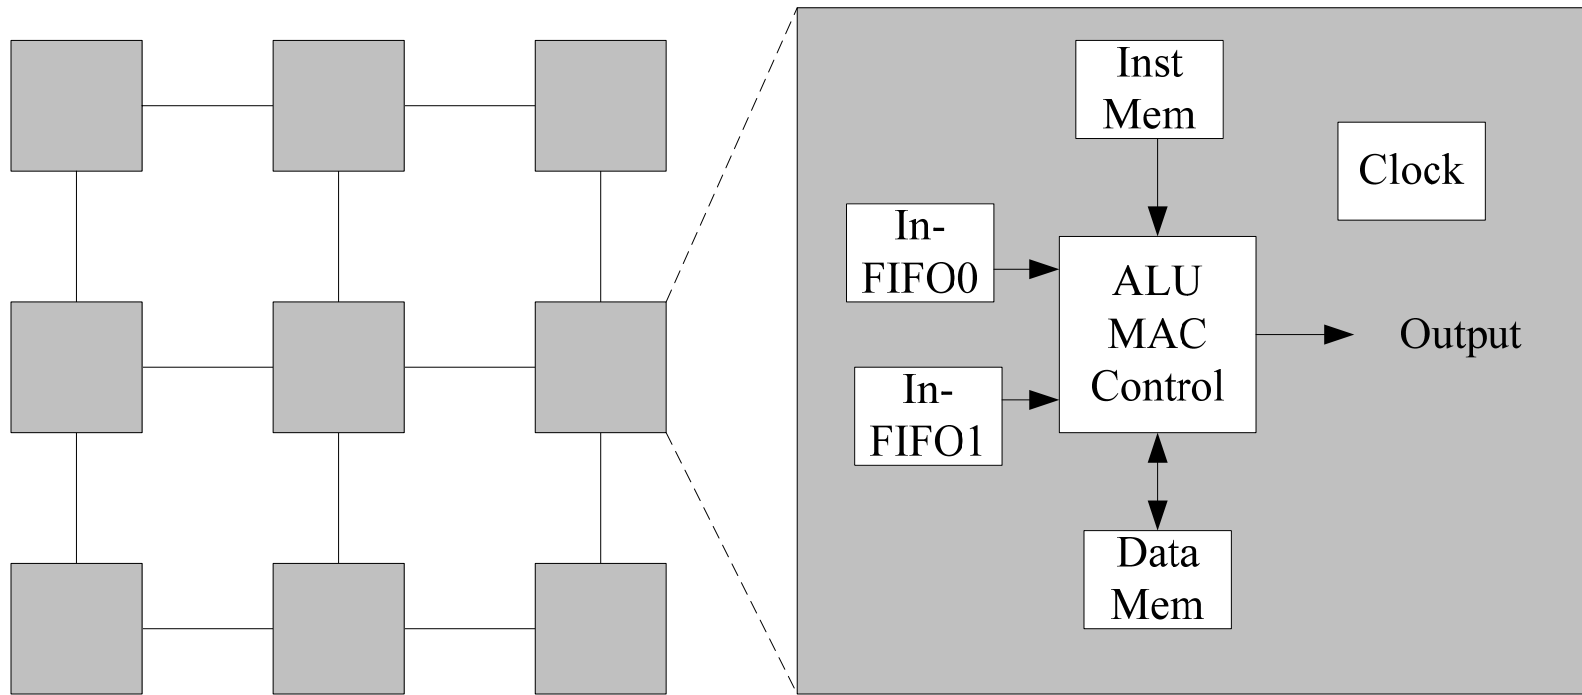 Inst
Mem
Clock
In-
FIFO0
ALU
MAC
Control
Output
In-
FIFO1
Data
Mem